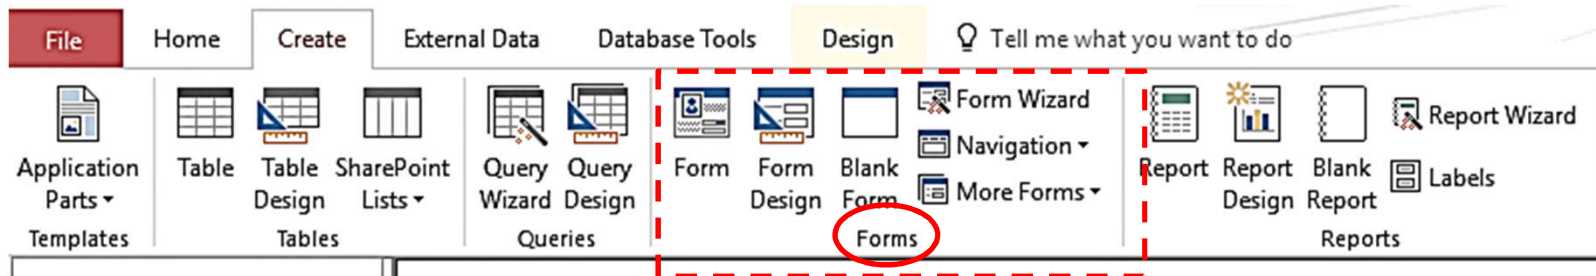 File Home Create External Data Database Tools Design Tell me what you want to do
Application Parts
Templates
Table
Table Design
SharePoint Lists
Tables
Query Wizard
Query Design
Queries
Form
Form Design
Blank Form
Form Wizard
Navigation
More Forms
Forms
Report
Report Design
Blank Report
Report Wizard
Labels
Reports